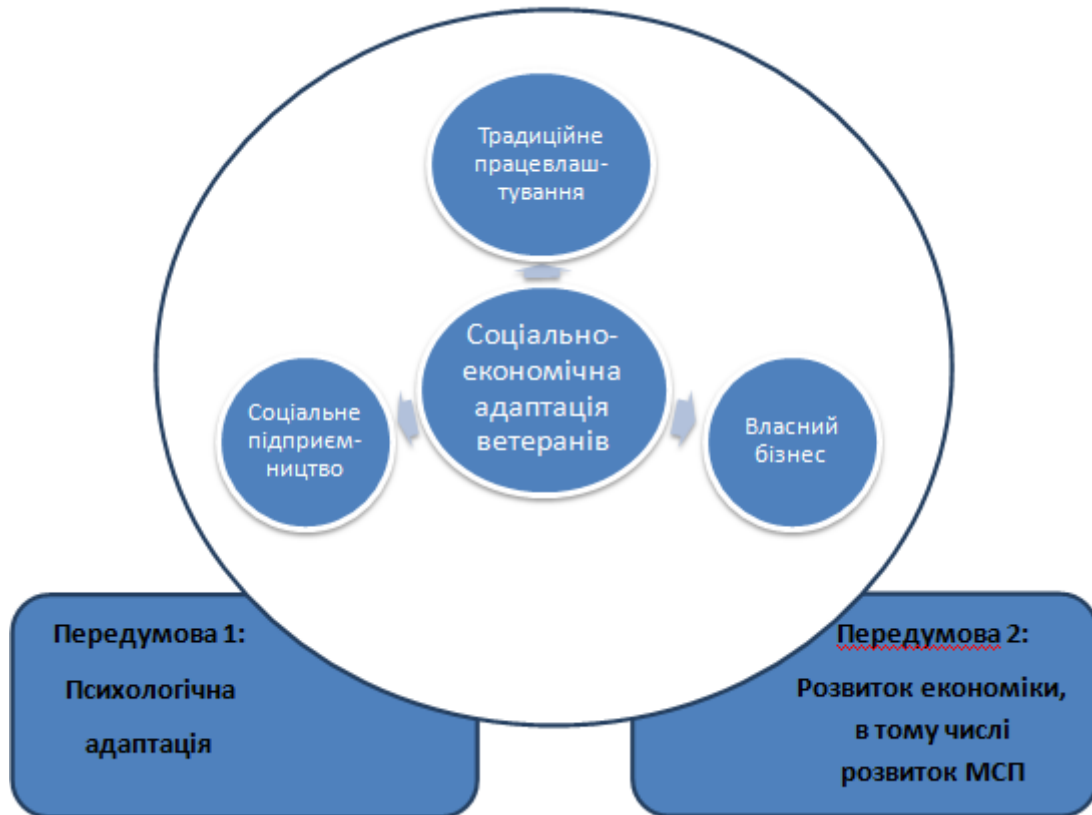 Традиційне
працевлаш-
тування
Соціально-
економічна
адаптація
ветеранів
Соціальне
підприєм-
ництво
Власний
бізнес
Передумова 1:
Психологічна
адаптація
Передумова 2:
Розвиток економіки,
в тому числі
розвиток МСП